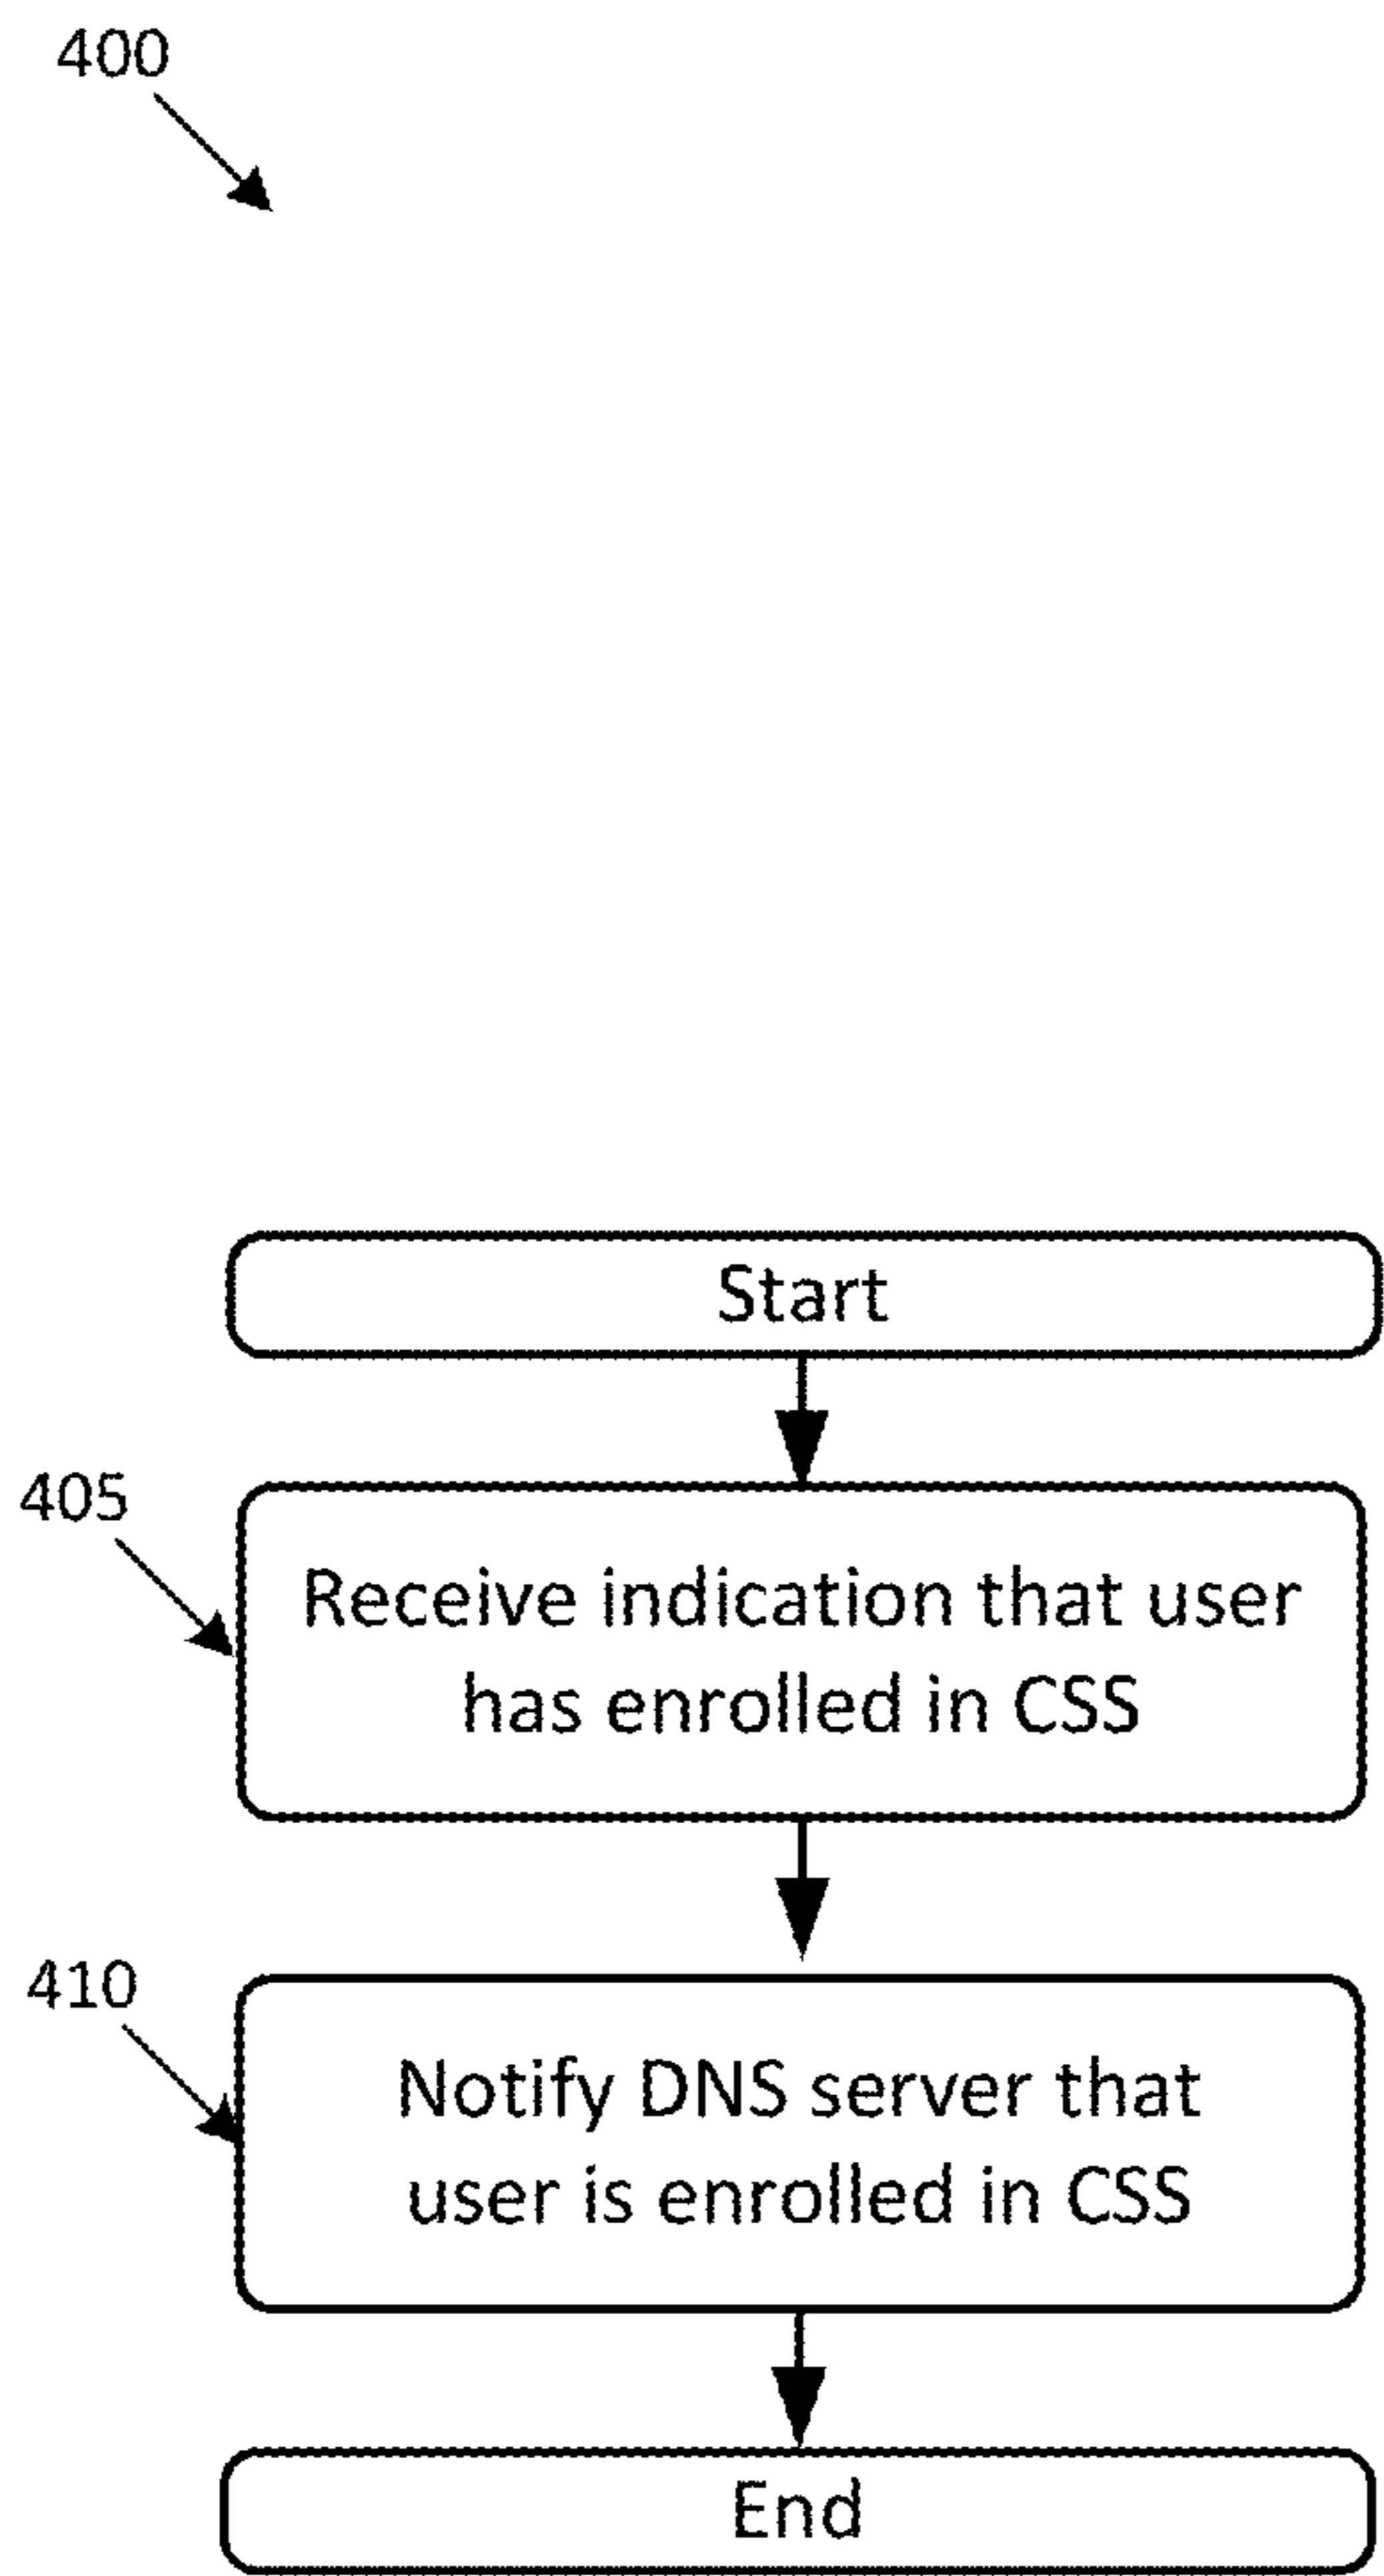 400
Start
405
Receive indication that user
has enrolled in CSS
410
Notify DNS server that
user is enrolled in CSS
End